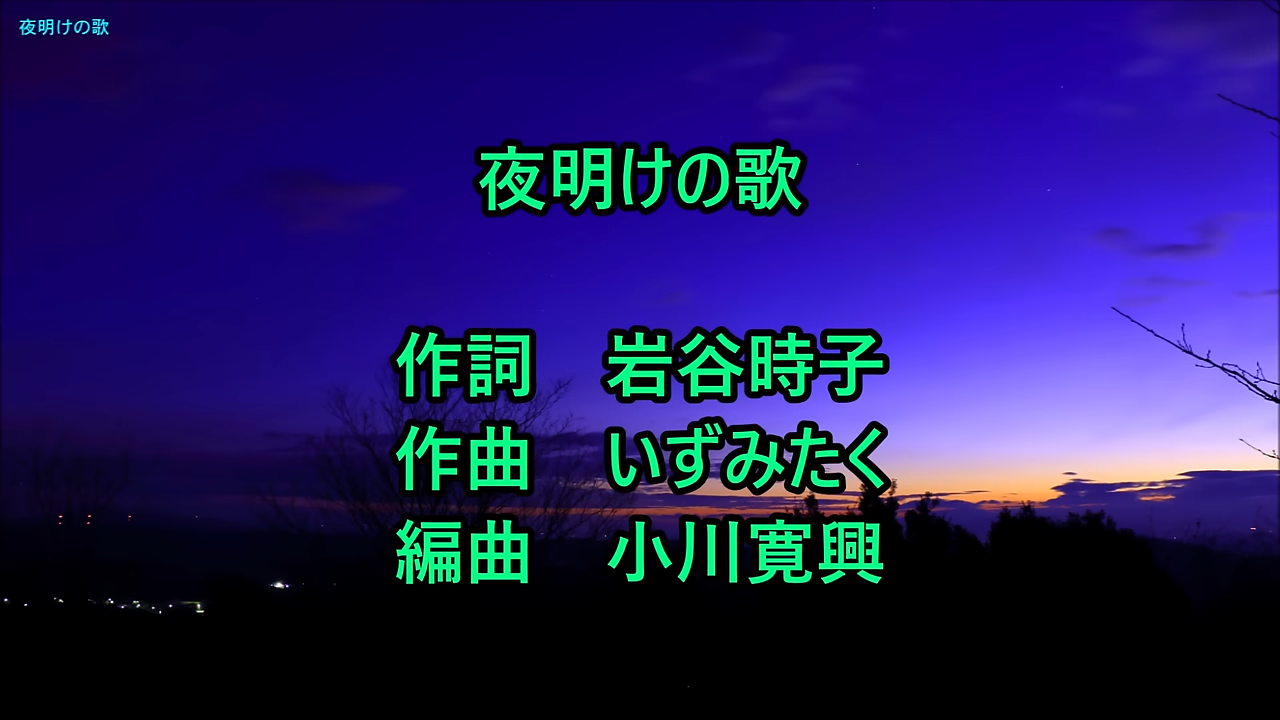 夜明けの歌
夜明けの歌
作詞　岩谷時子
作曲　いずみたく
編曲　小川寛興